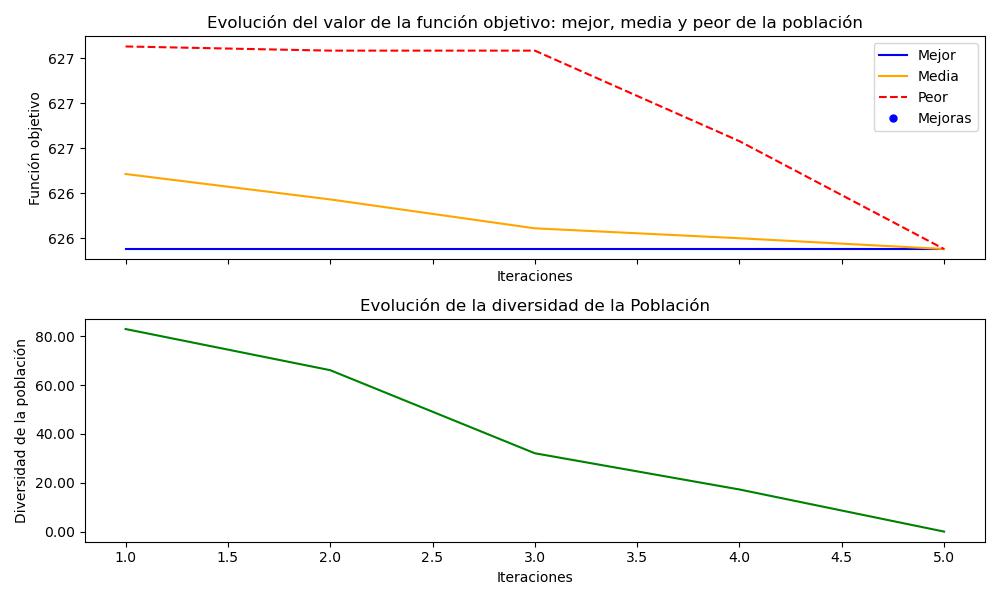 Evolución del valor de la función objetivo: mejor, media y peor de la población
627
627
627
626
626
Función objetivo
Mejor
Media
Peor
Mejoras
Iteraciones
Evolución de la diversidad de la Población
80.00
60.00
40.00
20.00
0.00
Diversidad de la población
1.0 1.5 2.0 2.5 3.0 3.5 4.0 4.5 5.0
Iteraciones